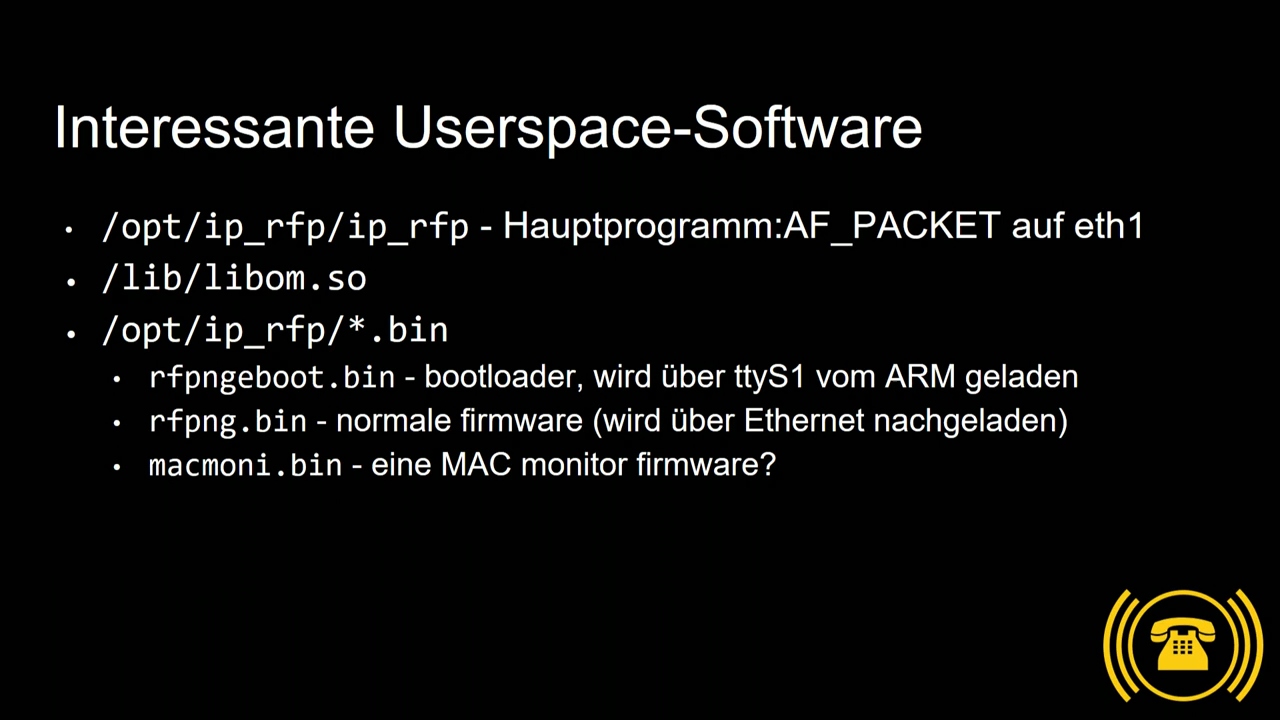 Interessante Userspace-Software
• /opt/ip_rfp/ip_rfp - Hauptprogramm:AF_PACKET auf eth1
• /lib/libom.so
• /opt/ip_rfp/*.bin
• rfpngeboot.bin - bootloader, wird über ttyS1 vom ARM geladen
• rfpng.bin - normale firmware (wird über Ethernet nachgeladen)
• macmoni.bin - eine MAC monitor firmware?